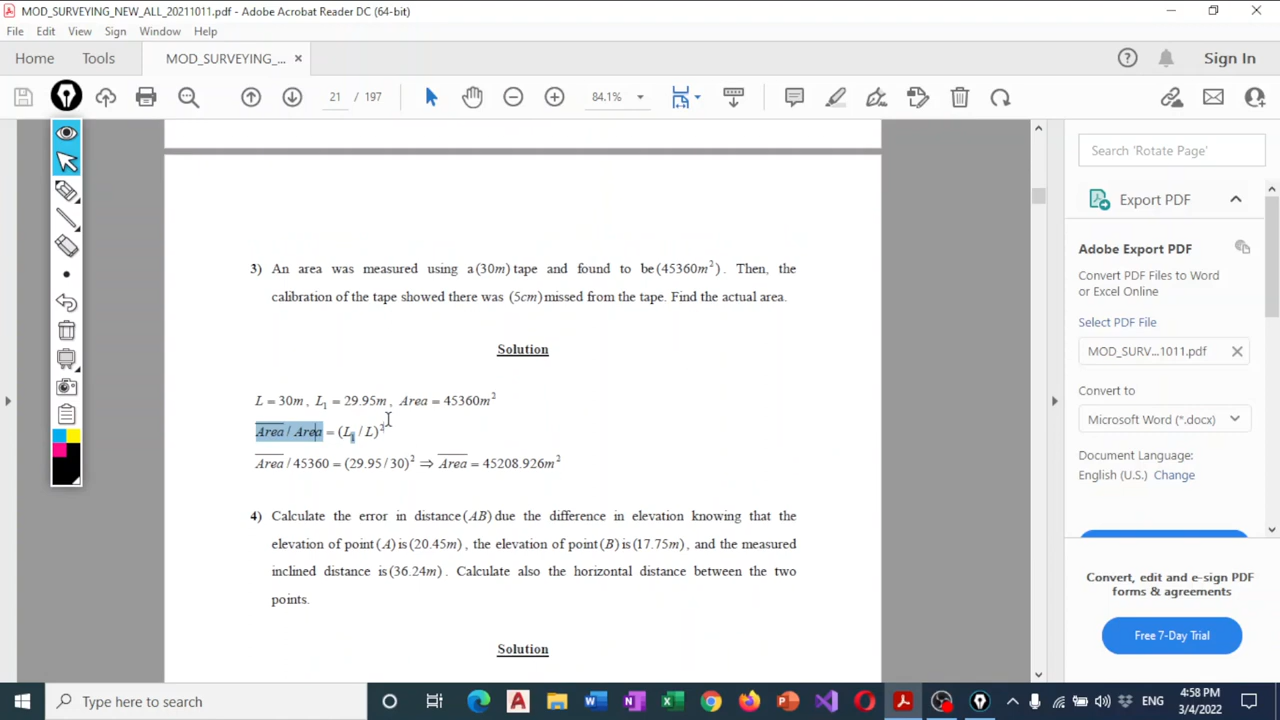 MOD_SURVEYING_NEW_ALL_20211011.pdf - Adobe Acrobat Reader DC (64-bit)
File Edit View Sign Window Help
Home Tools MOD_SURVEYING_... × Sign In
21 / 197 84.1%
Search 'Rotate Page'
Export PDF
Adobe Export PDF
Convert PDF Files to Word
or Excel Online
Select PDF File
MOD_SURV...1011.pdf
Convert to
Microsoft Word (*.docx)
Document Language:
English (U.S.) Change
Convert, edit and e-sign PDF
forms & agreements
Free 7-Day Trial
3) An area was measured using a (30m) tape and found to be (45360m²). Then, the
calibration of the tape showed there was (5cm) missed from the tape. Find the actual area.
Solution
L = 30m, L₁ = 29.95m, Area = 45360m²
A̅r̅e̅a̅ / Area = (L₁ / L)²
A̅r̅e̅a̅ / 45360 = (29.95/30)² ⇒ A̅r̅e̅a̅ = 45208.926m²
4) Calculate the error in distance (AB) due the difference in elevation knowing that the
elevation of point (A) is (20.45m), the elevation of point (B) is (17.75m), and the measured
inclined distance is (36.24m). Calculate also the horizontal distance between the two
points.
Solution
Type here to search
ENG
4:58 PM
3/4/2022